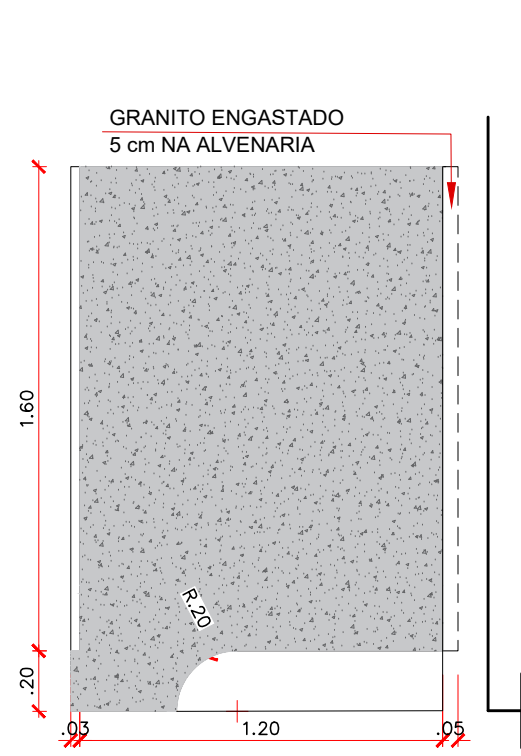 GRANITO ENGASTADO
5 cm NA ALVENARIA
1.60
R.20
.20
.03
1.20
.05